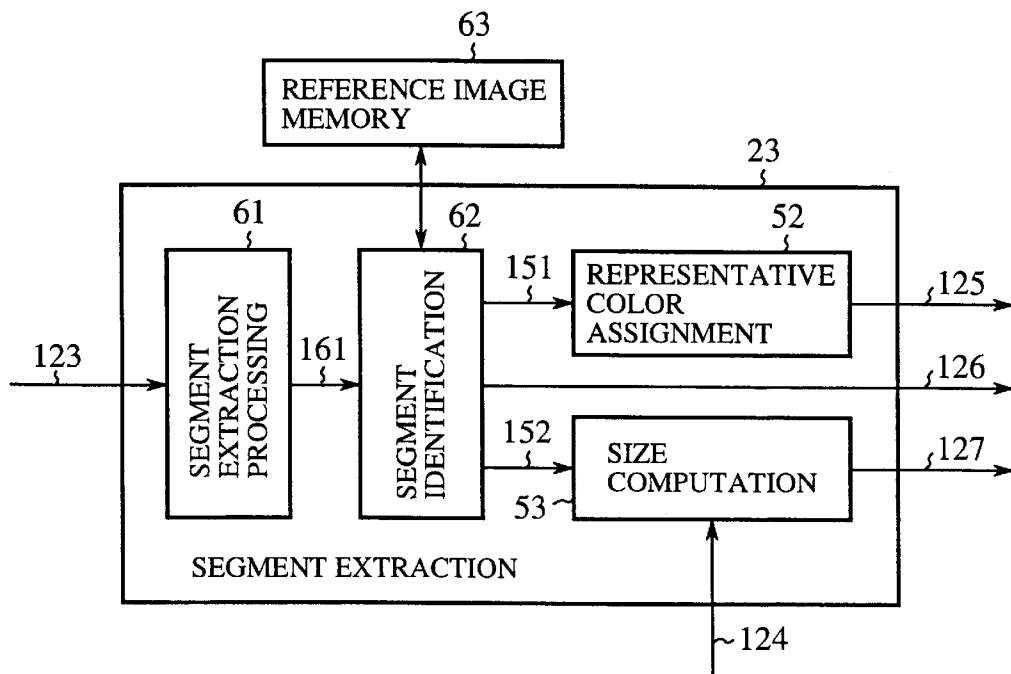 63
REFERENCE IMAGE
MEMORY
23
61
SEGMENT
EXTRACTION
PROCESSING
62
SEGMENT
IDENTIFICATION
52
REPRESENTATIVE
COLOR
ASSIGNMENT
151
125
123
161
126
152
127
SIZE
COMPUTATION
53
SEGMENT EXTRACTION
124